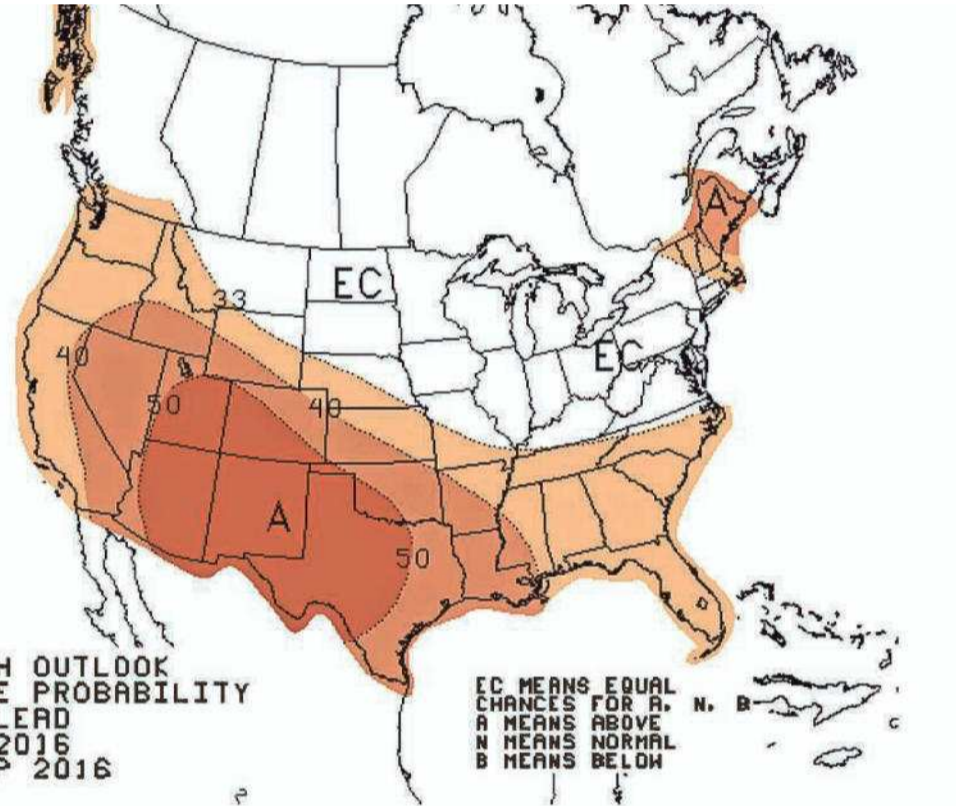 A
EC
33
EC
40
50
40
A
50
H OUTLOOK
E PROBABILITY
LEAD
2016
P 2016
EC MEANS EQUAL
CHANCES FOR A, N, B
A MEANS ABOVE
N MEANS NORMAL
B MEANS BELOW
C